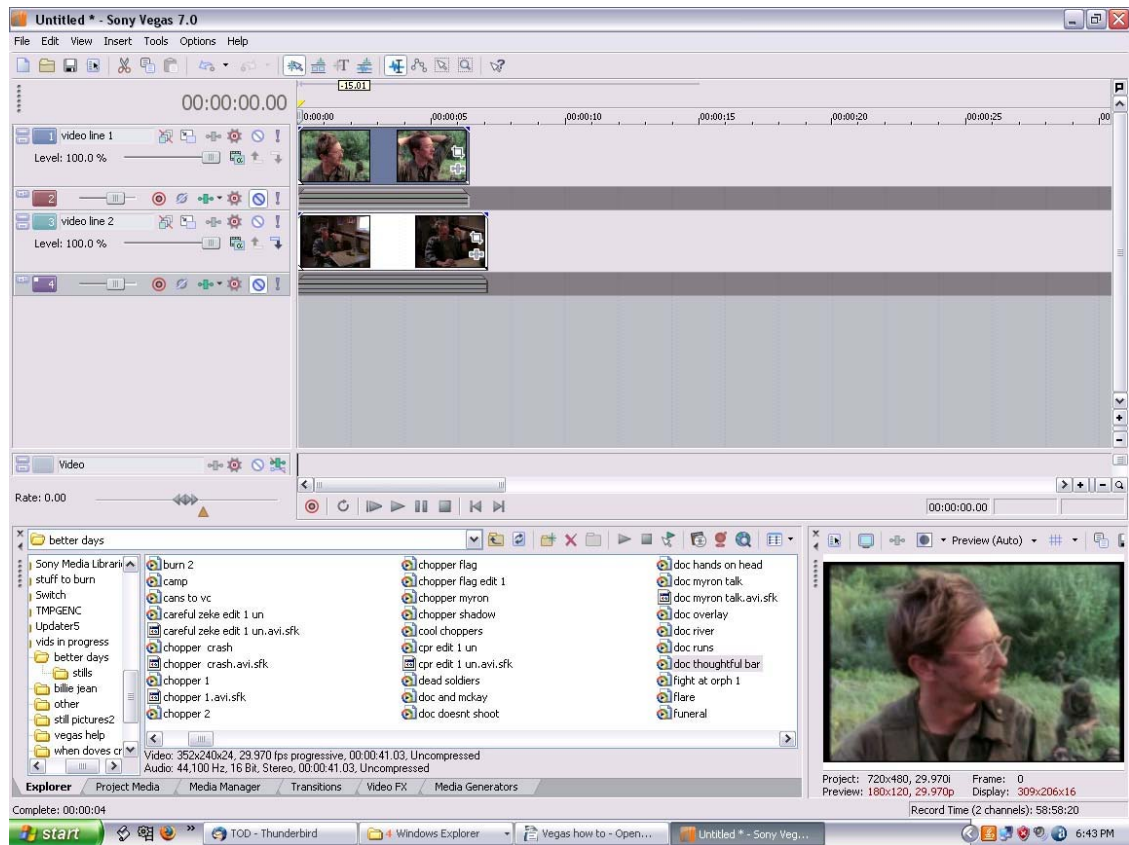 Untitled * - Sony Vegas 7.0
File Edit View Insert Tools Options Help
-15.01
00:00:00.00
0:00:00 00:00:05 00:00:10 00:00:15 00:00:20 00:00:25 00
1 video line 1
Level: 100.0 %
2
3 video line 2
Level: 100.0 %
4
Video
Rate: 0.00
00:00:00.00
better days
Preview (Auto)
Sony Media Librari
stuff to burn
Switch
TMPGENC
Updater5
vids in progress
better days
stills
billie jean
other
still pictures2
vegas help
when doves cr
burn 2
camp
cans to vc
careful zeke edit 1 un
careful zeke edit 1 un.avi.sfk
chopper crash
chopper crash.avi.sfk
chopper 1
chopper 1.avi.sfk
chopper 2
chopper flag
chopper flag edit 1
chopper myron
chopper shadow
cool choppers
cpr edit 1 un
cpr edit 1 un.avi.sfk
dead soldiers
doc and mckay
doc doesnt shoot
doc hands on head
doc myron talk
doc myron talk.avi.sfk
doc overlay
doc river
doc runs
doc thoughtful bar
fight at orph 1
flare
funeral
Video: 352x240x24, 29.970 fps progressive, 00:00:41.03, Uncompressed
Audio: 44,100 Hz, 16 Bit, Stereo, 00:00:41.03, Uncompressed
Explorer Project Media Media Manager Transitions Video FX Media Generators
Project: 720x480, 29.970i Frame: 0
Preview: 180x120, 29.970p Display: 309x206x16
Complete: 00:00:04
Record Time (2 channels): 58:58:20
start TOD - Thunderbird 4 Windows Explorer Vegas how to - Open... Untitled * - Sony Veg... 6:43 PM